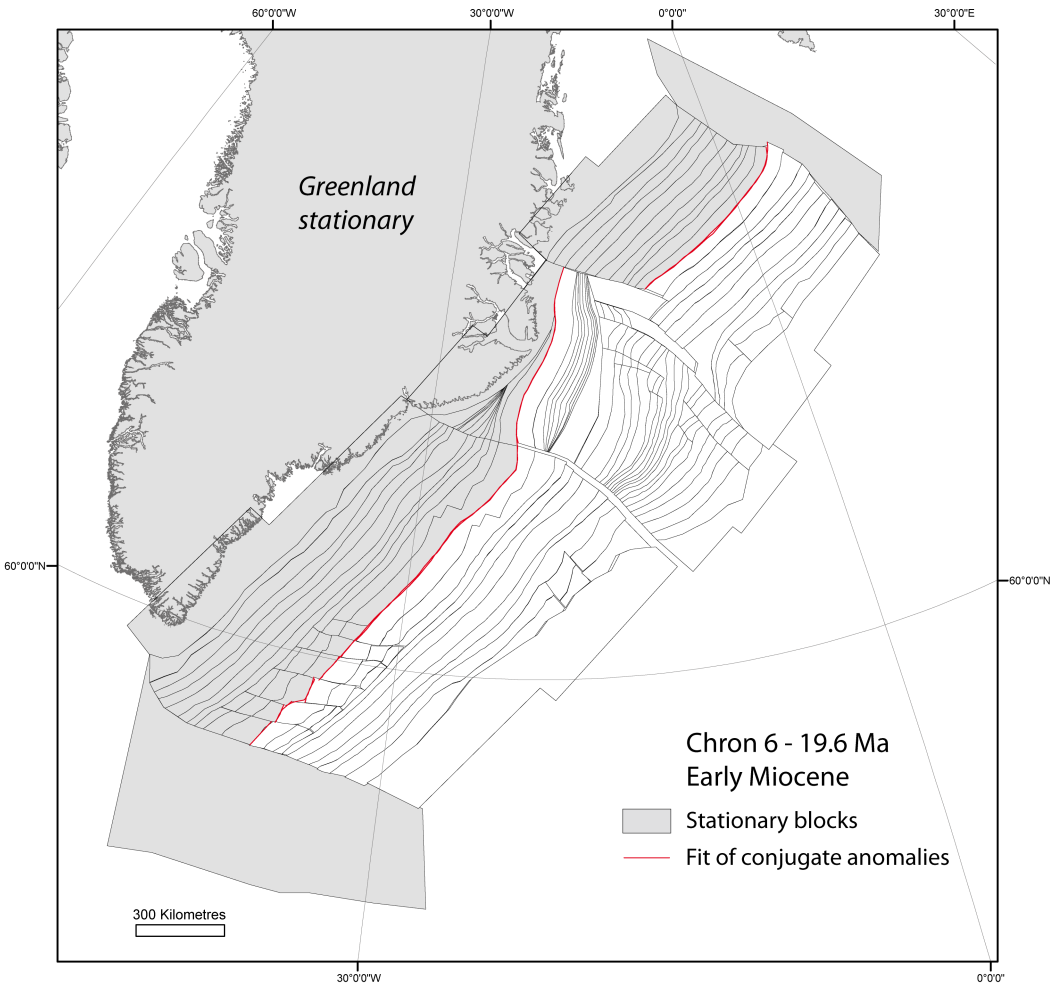 60°0'0"W
30°0'0"W
0°0'0"
30°0'0"E
Greenland
stationary
60°0'0"N
60°0'0"N
Chron 6 - 19.6 Ma
Early Miocene
Stationary blocks
Fit of conjugate anomalies
300 Kilometres
30°0'0"W
0°0'0"